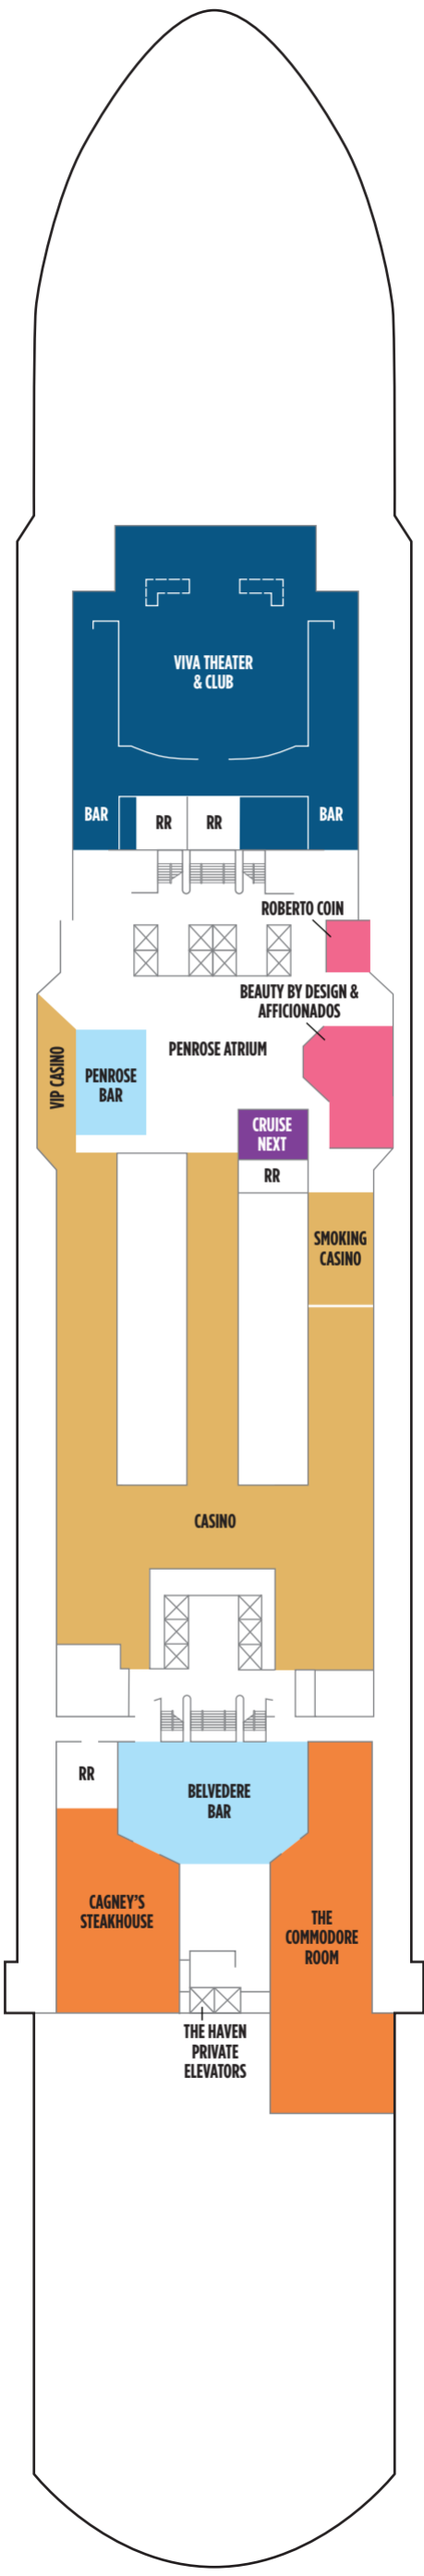 VIVA THEATER
& CLUB
BAR
RR
RR
BAR
ROBERTO COIN
BEAUTY BY DESIGN &
AFFICIONADOS
PENROSE ATRIUM
VIP CASINO
PENROSE
BAR
CRUISE
NEXT
RR
SMOKING
CASINO
CASINO
RR
BELVEDERE
BAR
CAGNEY'S
STEAKHOUSE
THE
COMMODORE
ROOM
THE HAVEN
PRIVATE
ELEVATORS